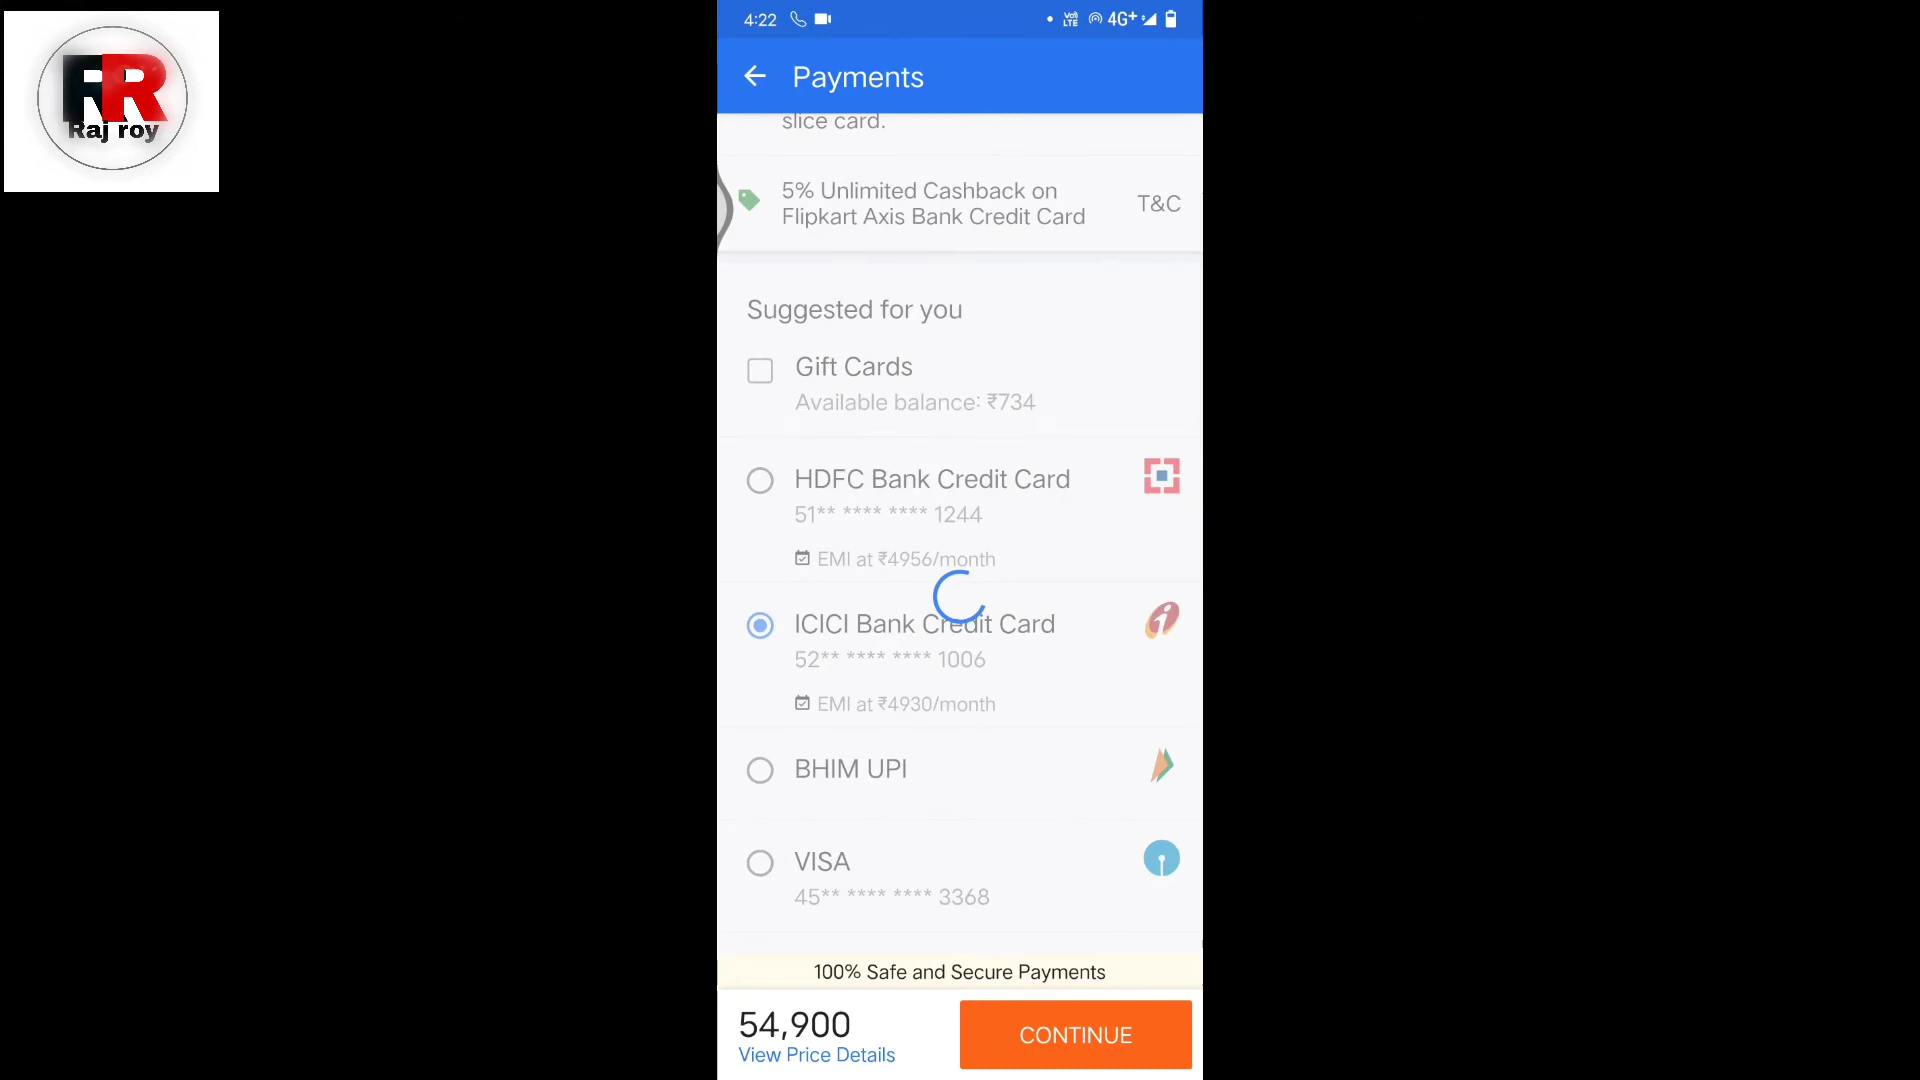 RR
Raj roy
4:22
Vo)
LTE
4G+
Payments
slice card.
5% Unlimited Cashback on
Flipkart Axis Bank Credit Card
T&C
Suggested for you
Gift Cards
Available balance: ₹734
HDFC Bank Credit Card
51** **** **** 1244
EMI at ₹4956/month
ICICI Bank Credit Card
52** **** **** 1006
EMI at ₹4930/month
BHIM UPI
VISA
45** **** **** 3368
100% Safe and Secure Payments
54,900
View Price Details
CONTINUE